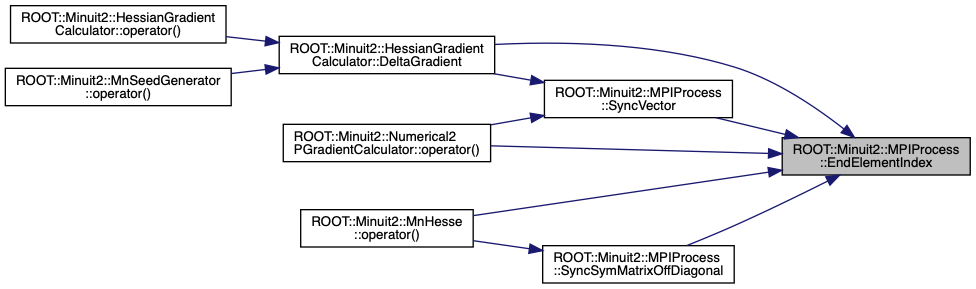 ROOT::Minuit2::HessianGradient
Calculator::operator()
ROOT::Minuit2::MnSeedGenerator
::operator()
ROOT::Minuit2::HessianGradient
Calculator::DeltaGradient
ROOT::Minuit2::MPIProcess
::SyncVector
ROOT::Minuit2::Numerical2
PGradientCalculator::operator()
ROOT::Minuit2::MPIProcess
::EndElementIndex
ROOT::Minuit2::MnHesse
::operator()
ROOT::Minuit2::MPIProcess
::SyncSymMatrixOffDiagonal